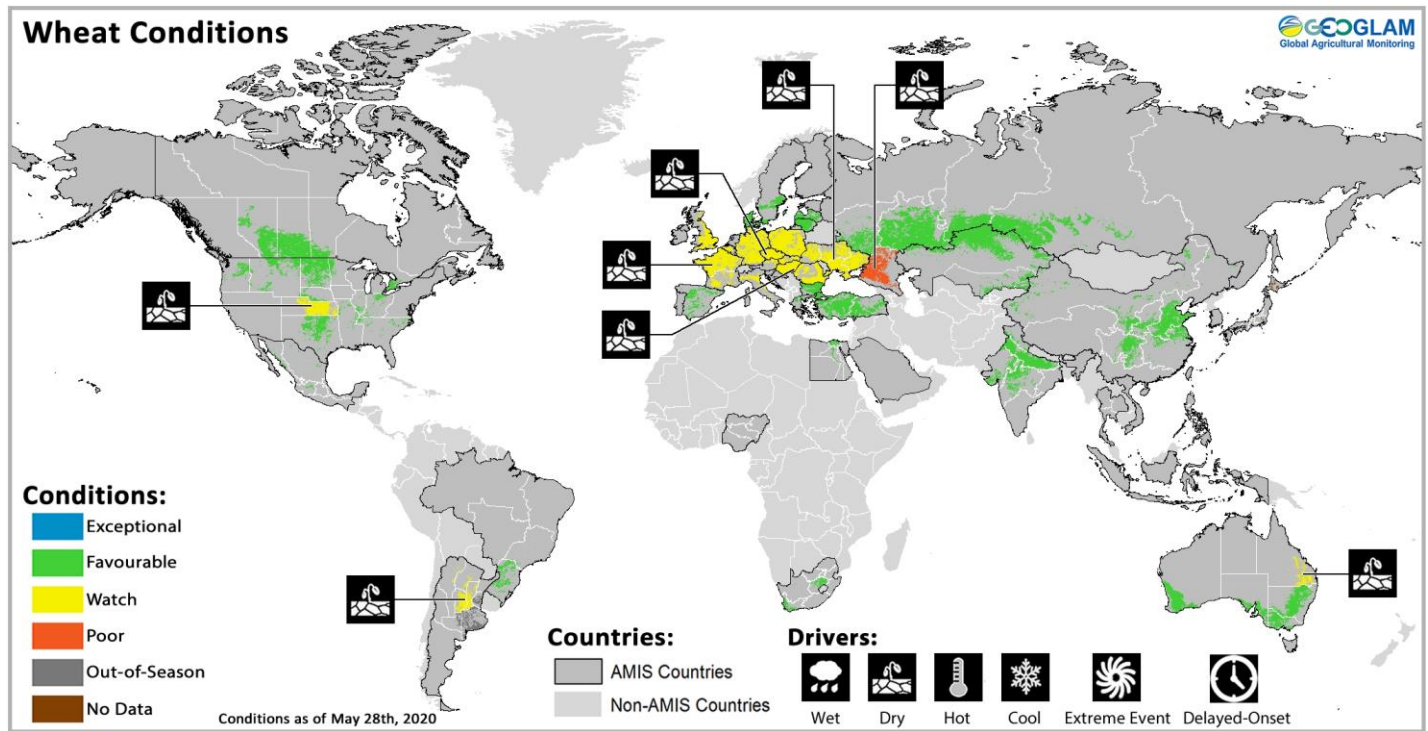 Wheat Conditions
GEOGLAM
Global Agricultural Monitoring
Conditions:
Exceptional
Favourable
Watch
Poor
Out-of-Season
No Data
Conditions as of May 28th, 2020
Countries:
AMIS Countries
Non-AMIS Countries
Drivers:
Wet
Dry
Hot
Cool
Extreme Event
Delayed-Onset